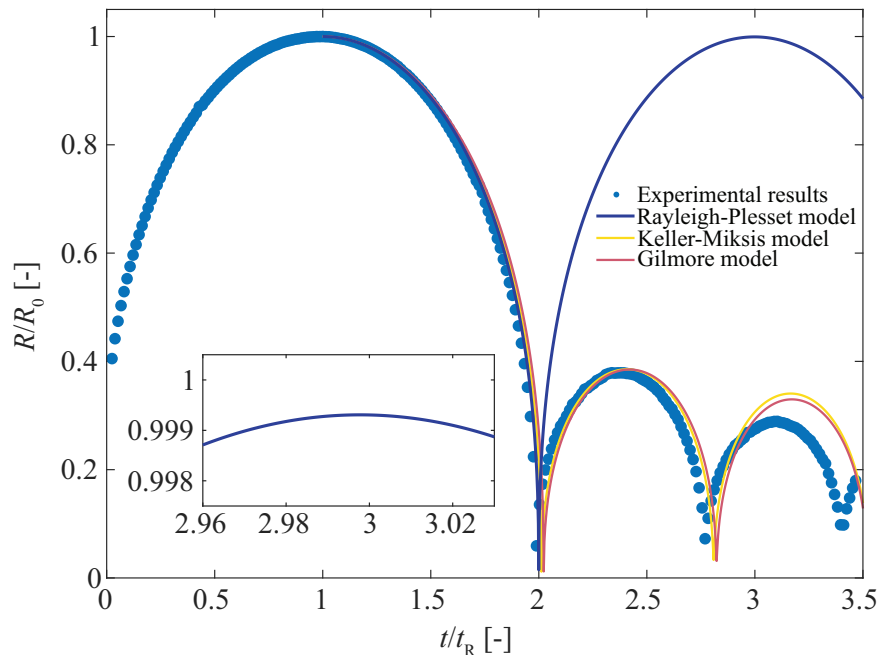 1
0.8
0.6
0.4
0.2
0
R/R0 [-]
Experimental results
Rayleigh-Plesset model
Keller-Miksis model
Gilmore model
1
0.999
0.998
2.96 2.98 3 3.02
0 0.5 1 1.5 2 2.5 3 3.5
t/tR [-]